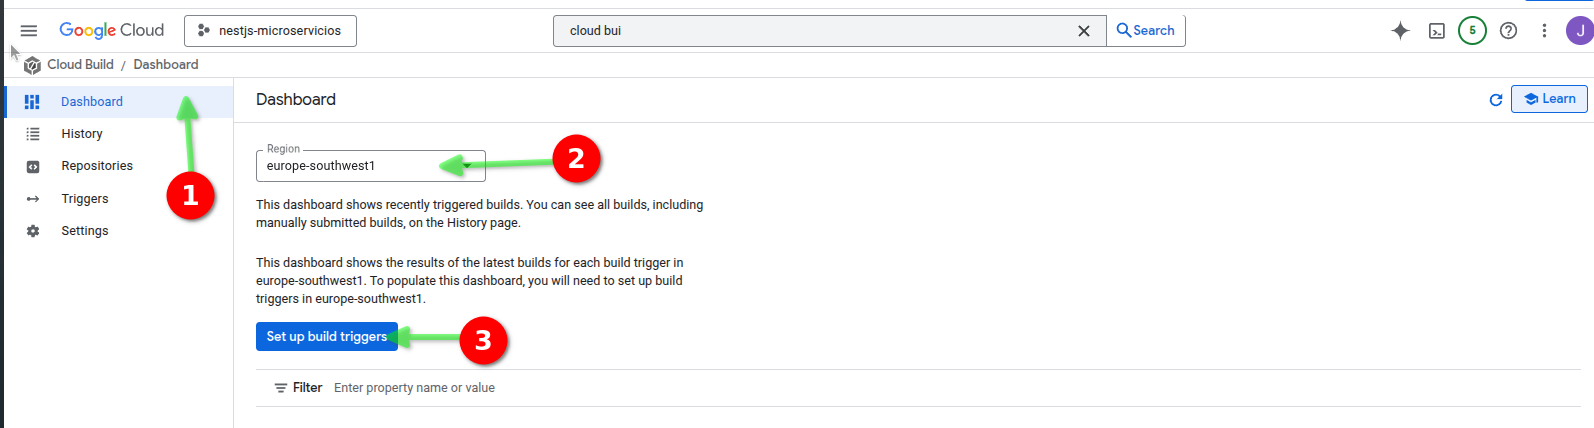 Google Cloud
nestjs-microservicios
cloud bui
Search
5
J
Cloud Build / Dashboard
Dashboard
History
Repositories
Triggers
Settings
1
Dashboard
Learn
Region
europe-southwest1
2
This dashboard shows recently triggered builds. You can see all builds, including
manually submitted builds, on the History page.
This dashboard shows the results of the latest builds for each build trigger in
europe-southwest1. To populate this dashboard, you will need to set up build
triggers in europe-southwest1.
Set up build triggers
3
Filter Enter property name or value